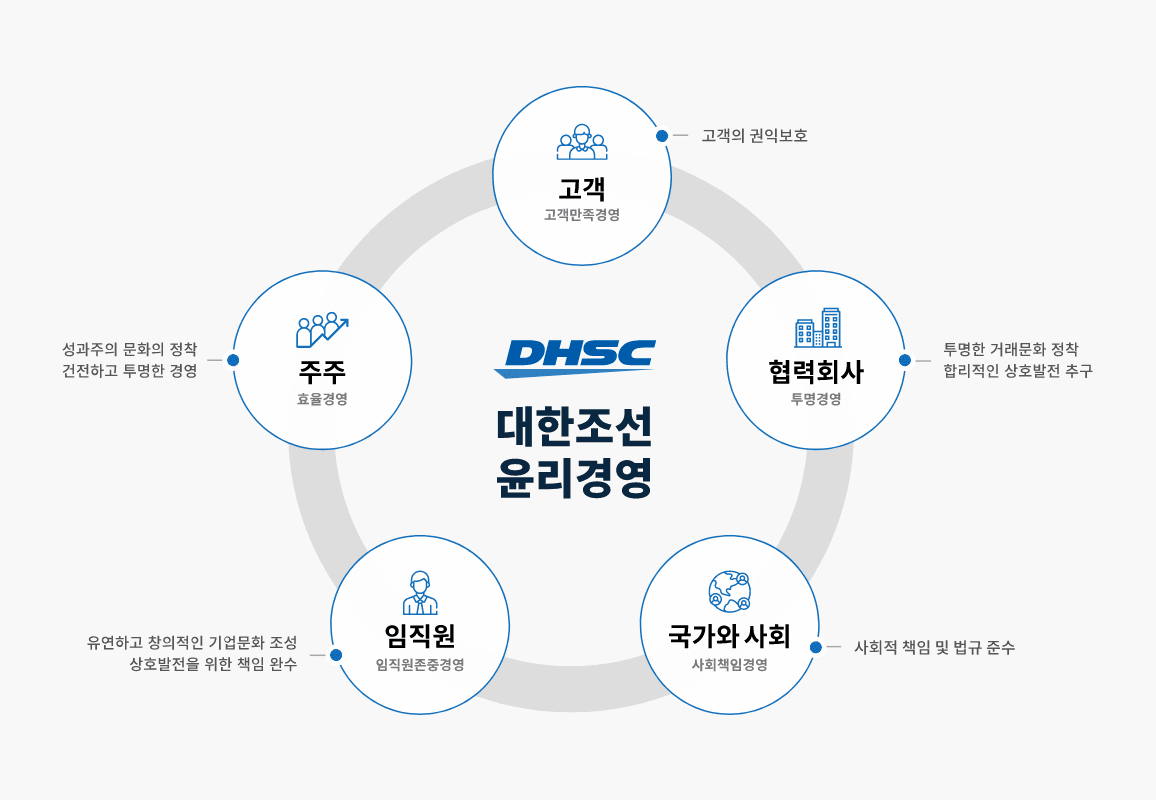 고객
고객만족경영
고객의 권익보호
주주
효율경영
성과주의 문화의 정착
건전하고 투명한 경영
DHSC
대한조선
윤리경영
협력회사
투명경영
투명한 거래문화 정착
합리적인 상호발전 추구
임직원
임직원존중경영
유연하고 창의적인 기업문화 조성
상호발전을 위한 책임 완수
국가와 사회
사회책임경영
사회적 책임 및 법규 준수